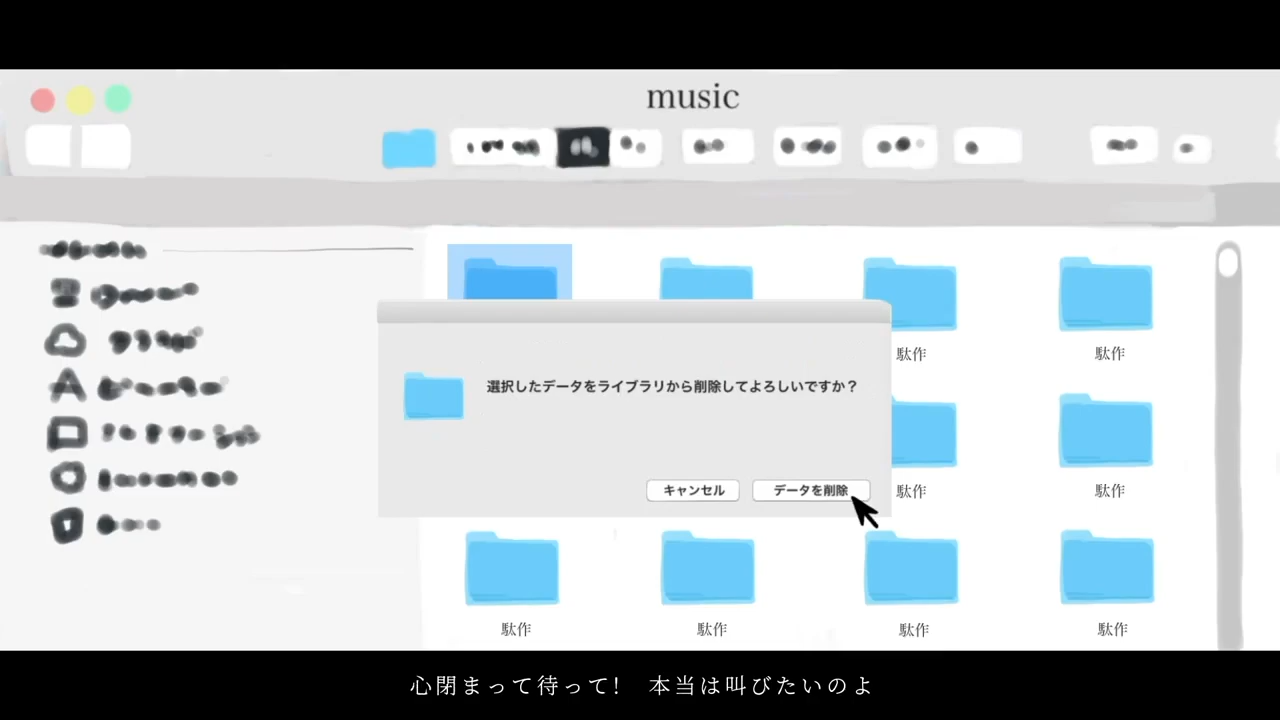 music
駄作
駄作
選択したデータをライブラリから削除してよろしいですか？
キャンセル
データを削除
駄作
駄作
駄作
駄作
駄作
駄作
心閉まって待って！　本当は叫びたいのよ